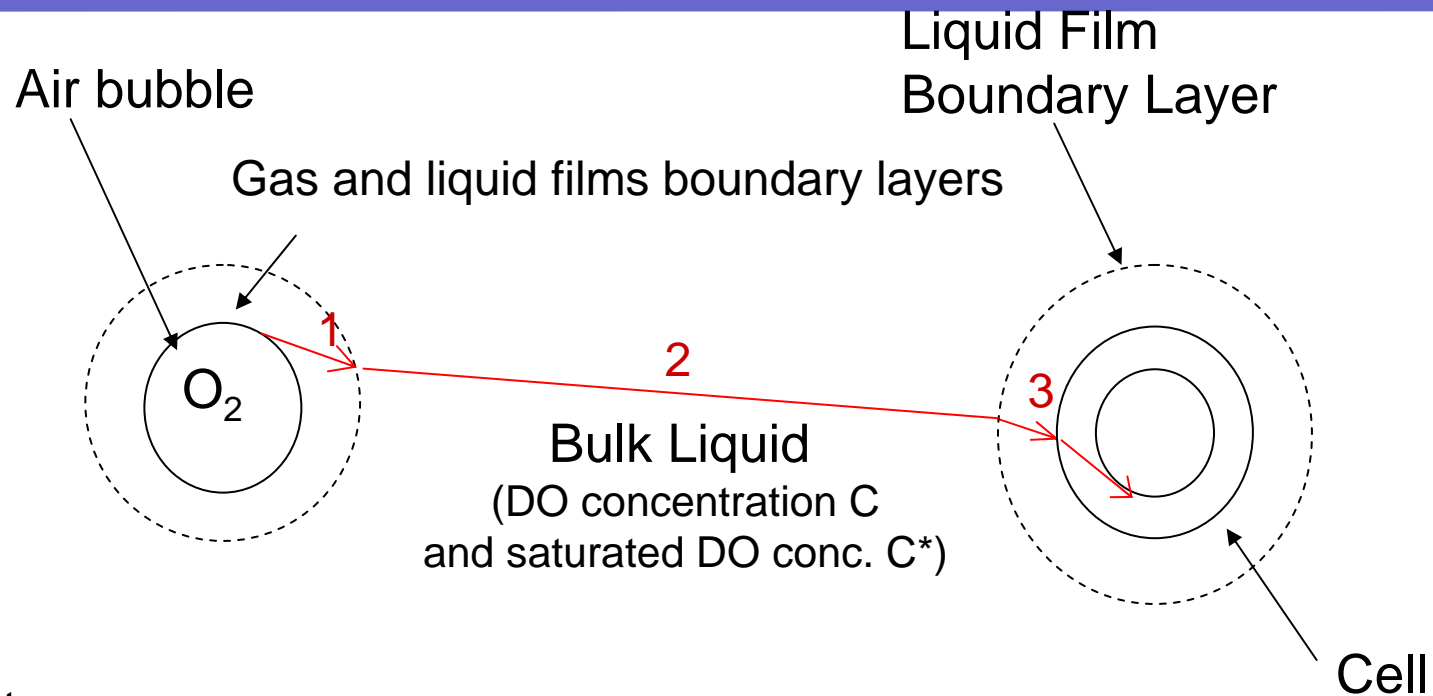 Liquid Film
Boundary Layer
Air bubble
Gas and liquid films boundary layers
1
2
3
O₂
Bulk Liquid
(DO concentration C
and saturated DO conc. C*)
Cell